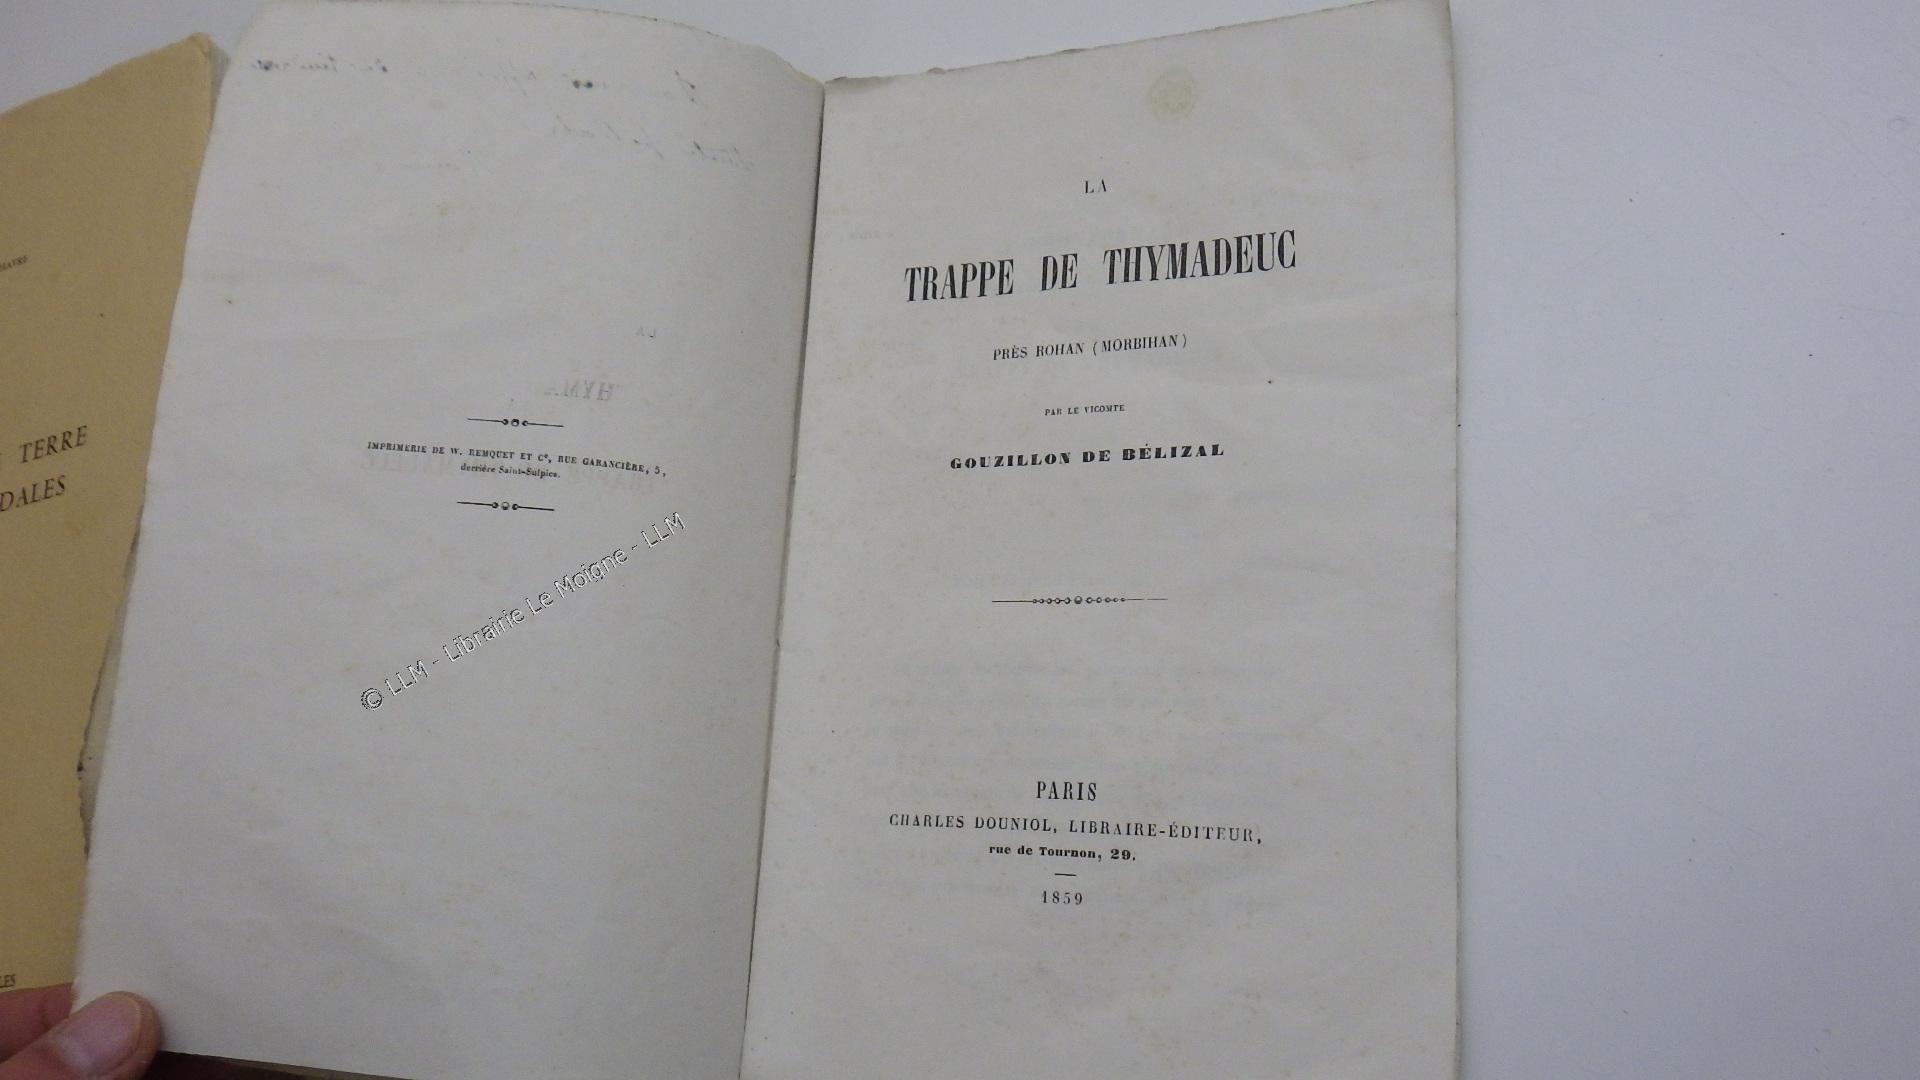 TERRE
DALES
IMPRIMERIE DE W. REMQUET ET Cᵉ, RUE GARANCIÈRE, 5,
derrière Saint-Sulpice.
© LLM - Librairie Le Moigne - LLM
LA
TRAPPE DE THYMADEUC
PRÈS ROHAN (MORBIHAN)
PAR LE VICOMTE
GOUZILLON DE BÉLIZAL
PARIS
CHARLES DOUNIOL, LIBRAIRE-ÉDITEUR,
rue de Tournon, 29.
1859